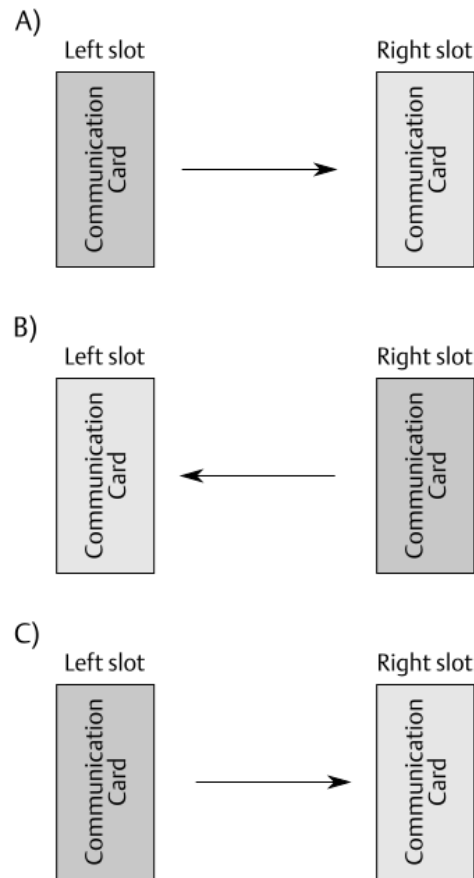 A)
Left slot
Right slot
Communication
Card
Communication
Card
B)
Left slot
Right slot
Communication
Card
Communication
Card
C)
Left slot
Right slot
Communication
Card
Communication
Card